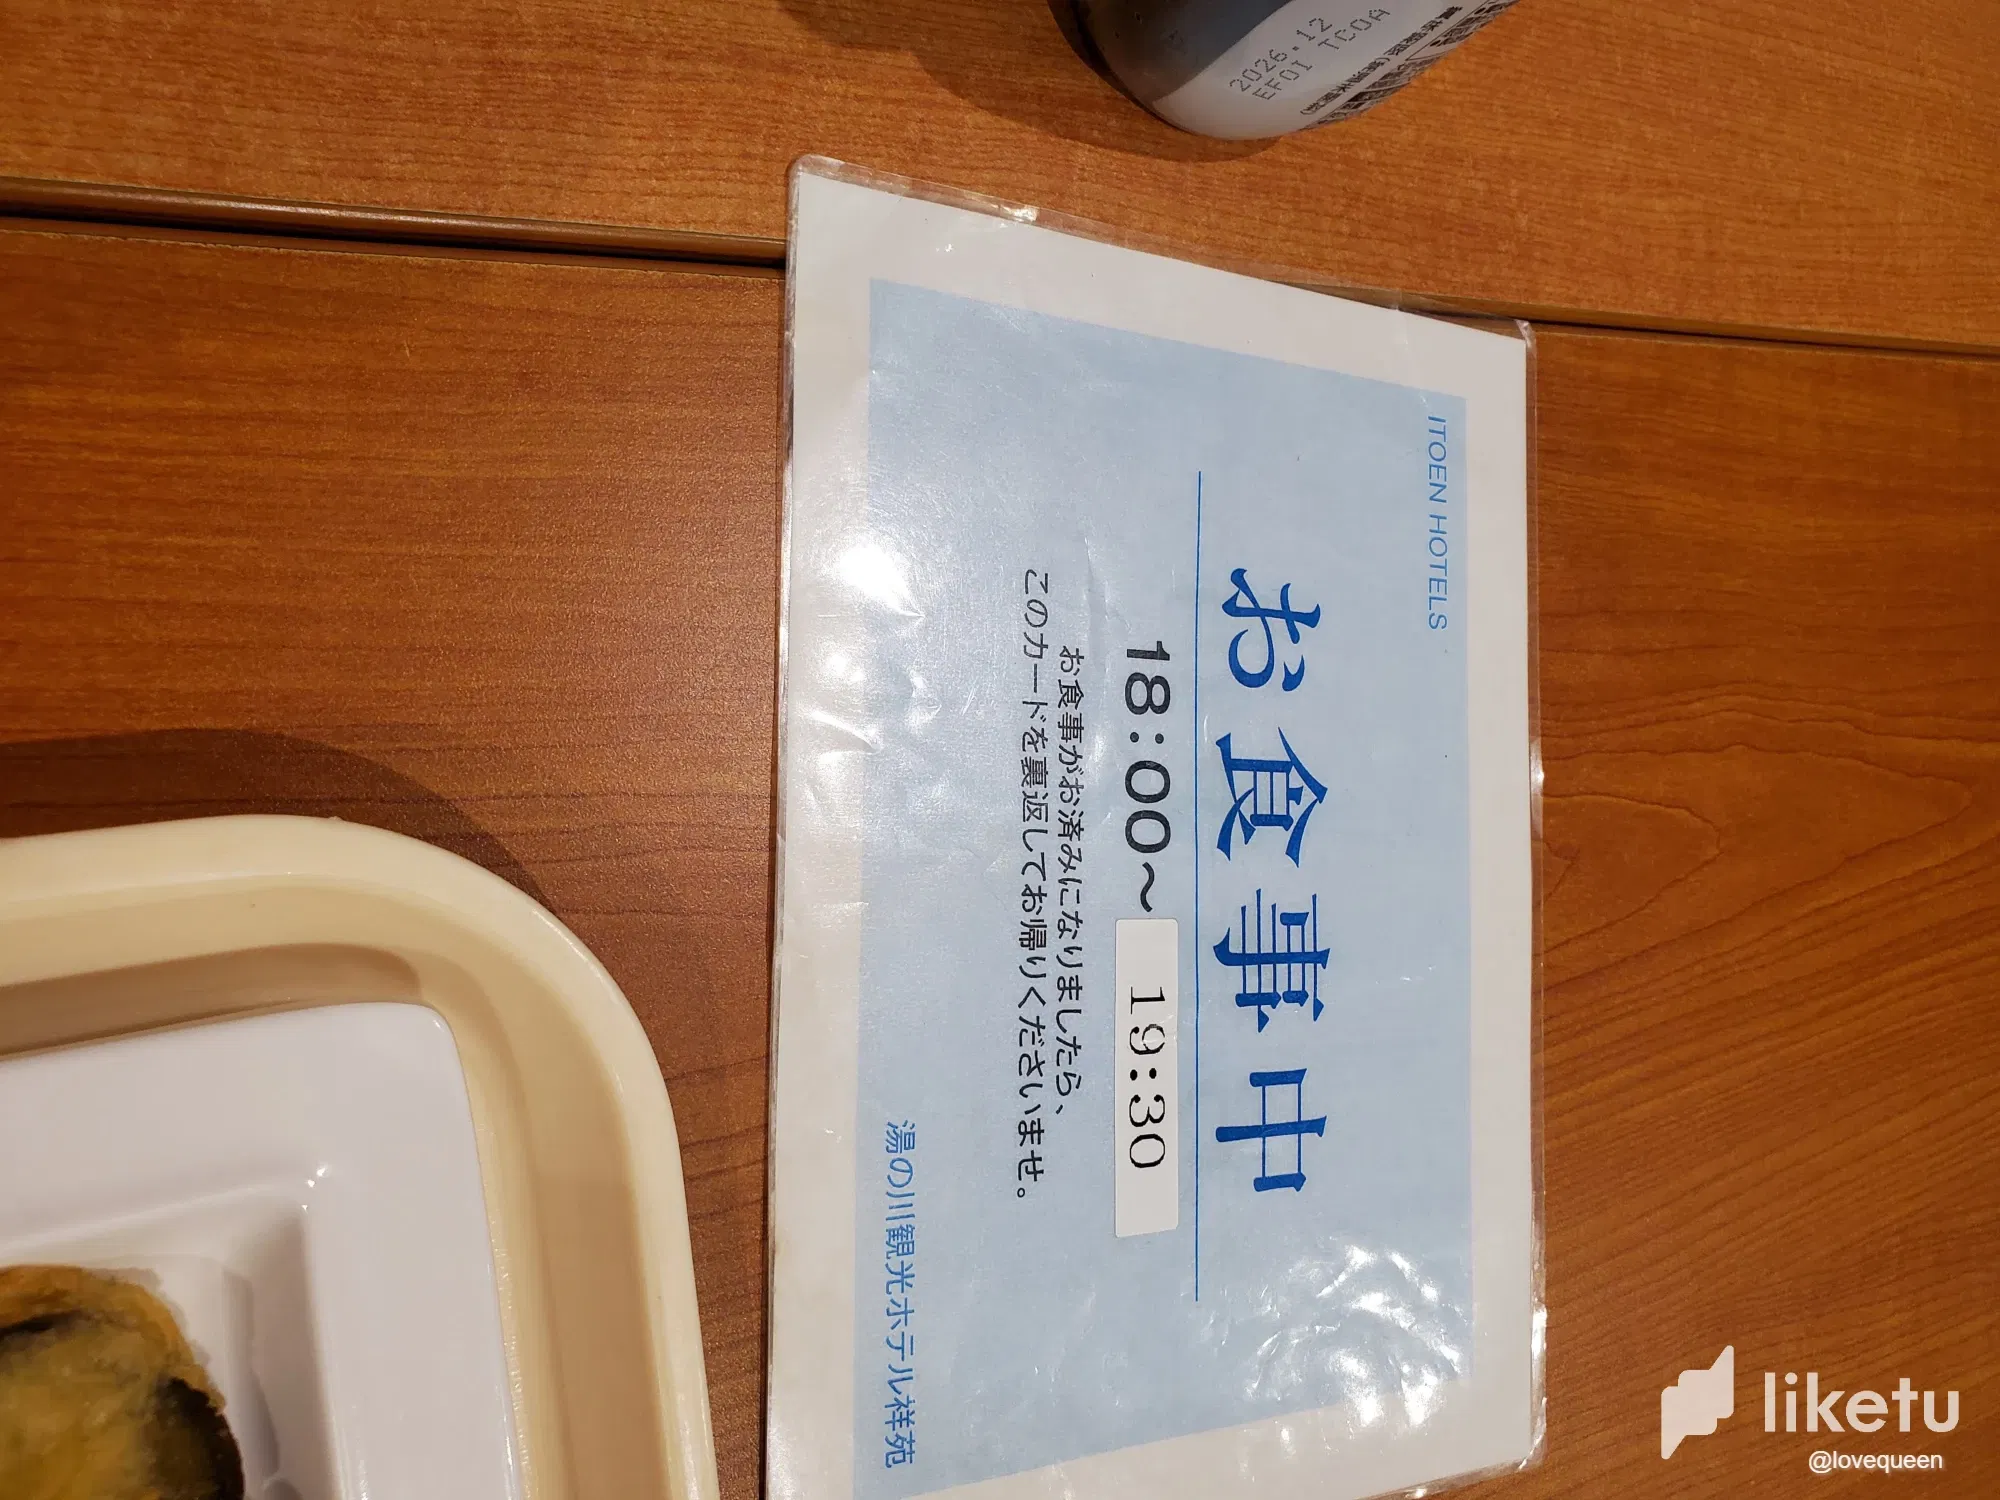 ITOEN HOTELS
お食事中
18:00～ 19:30
お食事がお済みになりましたら、
このカードを裏返してお帰りくださいませ。
湯の川観光ホテル祥苑
2026.12
EF01 TCOA
liketu
@lovequeen